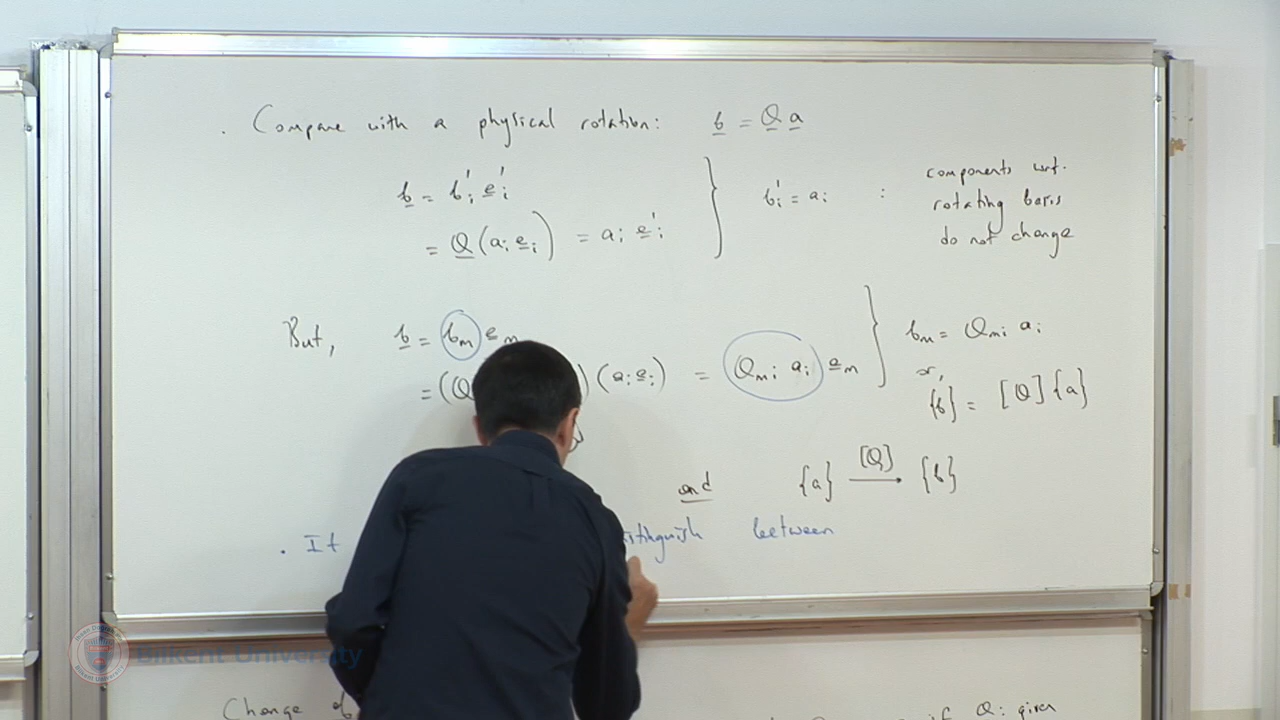 . Compare with a physical rotation: b = Q a
b = b'i e'i
= Q (ai ei) = ai e'i } b'i = ai :
components wrt.
rotating basis
do not change
But, b = bm em
= (Q ) (ai ei) = Qmi ai em } bm = Qmi ai
or,
{b} = [Q] {a}
and {a} [Q] → {b}
. It distinguish between
Bilkent University
Change of if Q: given